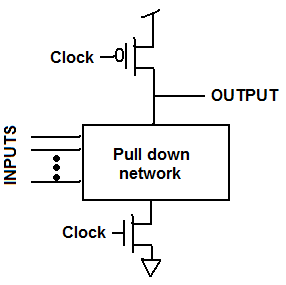 Clock
OUTPUT
INPUTS
Pull down
network
Clock